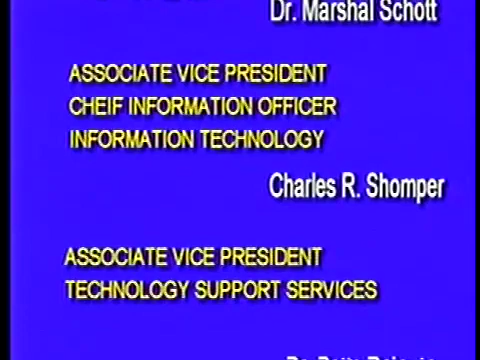 Dr. Marshal Schott
ASSOCIATE VICE PRESIDENT
CHEIF INFORMATION OFFICER
INFORMATION TECHNOLOGY
Charles R. Shomper
ASSOCIATE VICE PRESIDENT
TECHNOLOGY SUPPORT SERVICES